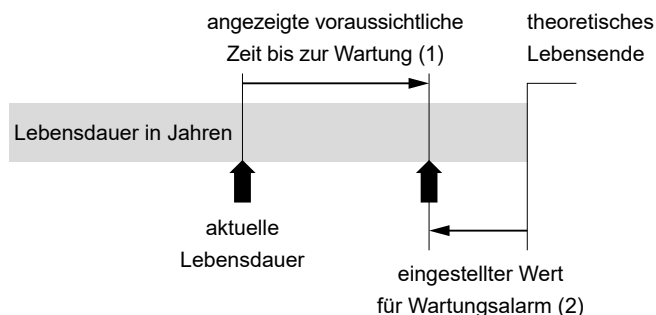 angezeigte voraussichtliche
Zeit bis zur Wartung (1)
theoretisches
Lebensende
Lebensdauer in Jahren
aktuelle
Lebensdauer
eingestellter Wert
für Wartungsalarm (2)